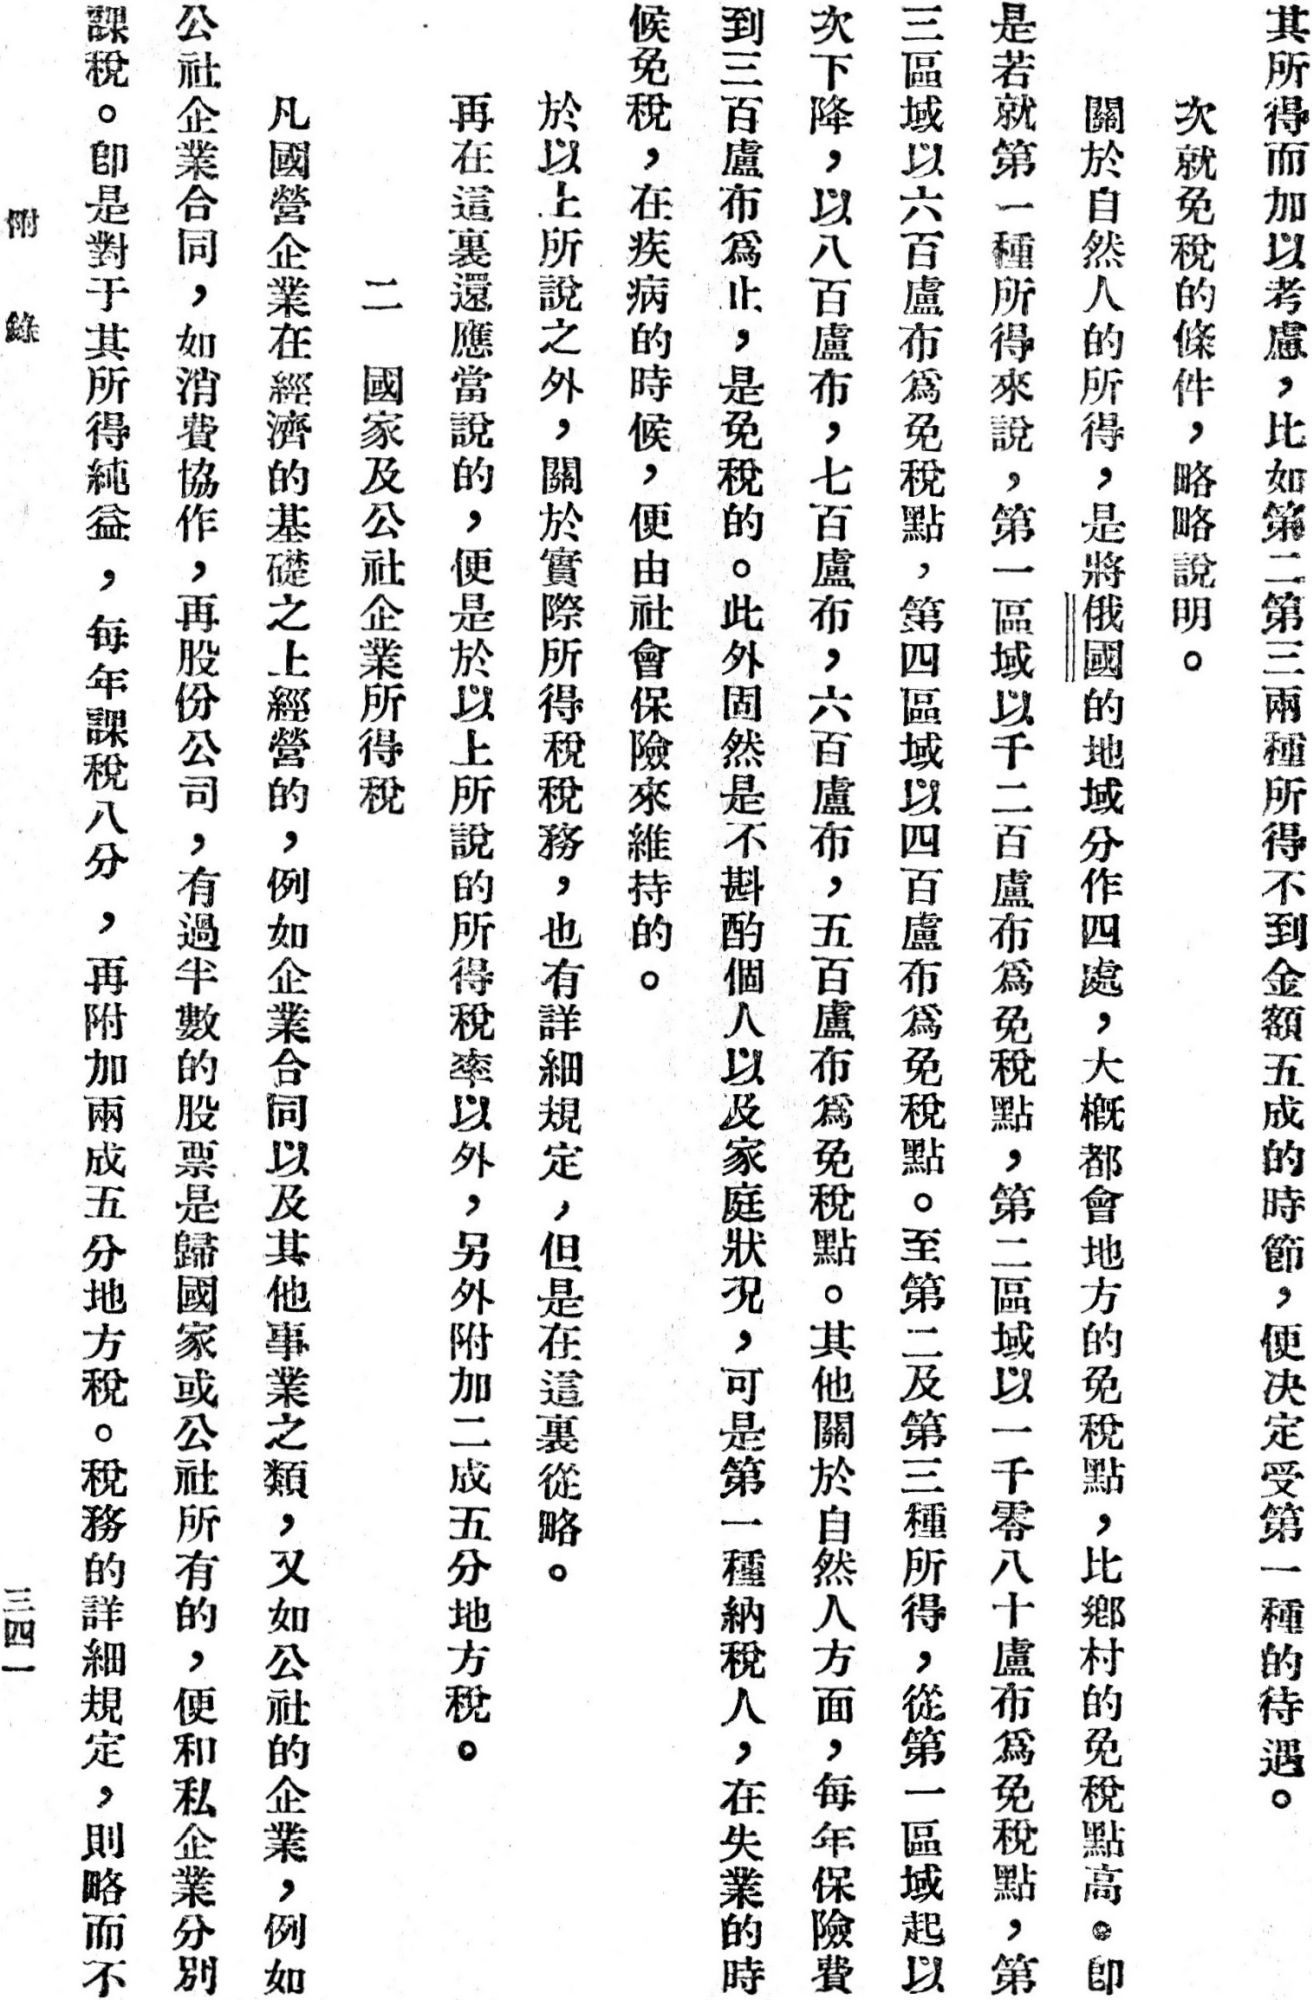 其所得而加以考慮，比如第二第三兩種所得不到金額五成的時節，便決定受第一種的待遇。
次就免稅的條件，略略說明。
關於自然人的所得，是將俄國的地域分作四處，大槪都會地方的免稅點，比鄉村的免稅點高。卽
是若就第一種所得來說，第一區域以千二百盧布爲免稅點，第二區域以一千零八十盧布爲免稅點，第
三區域以六百盧布爲免稅點，第四區域以四百盧布爲免稅點。至第二及第三種所得，從第一區域起以
次下降，以八百盧布，七百盧布，六百盧布，五百盧布爲免稅點。其他關於自然人方面，每年保險費
到三百盧布爲止，是免稅的。此外固然是不斟酌個人以及家庭狀況，可是第一種納稅人，在失業的時
候免稅，在疾病的時候，便由社會保險來維持的。
於以上所說之外，關於實際所得稅稅務，也有詳細規定，但是在這裏從略。
再在這裏還應當說的，便是於以上所說的所得稅率以外，另外附加二成五分地方稅。
二　國家及公社企業所得稅
凡國營企業在經濟的基礎之上經營的，例如企業合同以及其他事業之類，又如公社的企業，例如
公社企業合同，如消費協作，再股份公司，有過半數的股票是歸國家或公社所有的，便和私企業分別
課稅。卽是對于其所得純益，每年課稅八分，再附加兩成五分地方稅。稅務的詳細規定，則略而不
附　錄
三四一